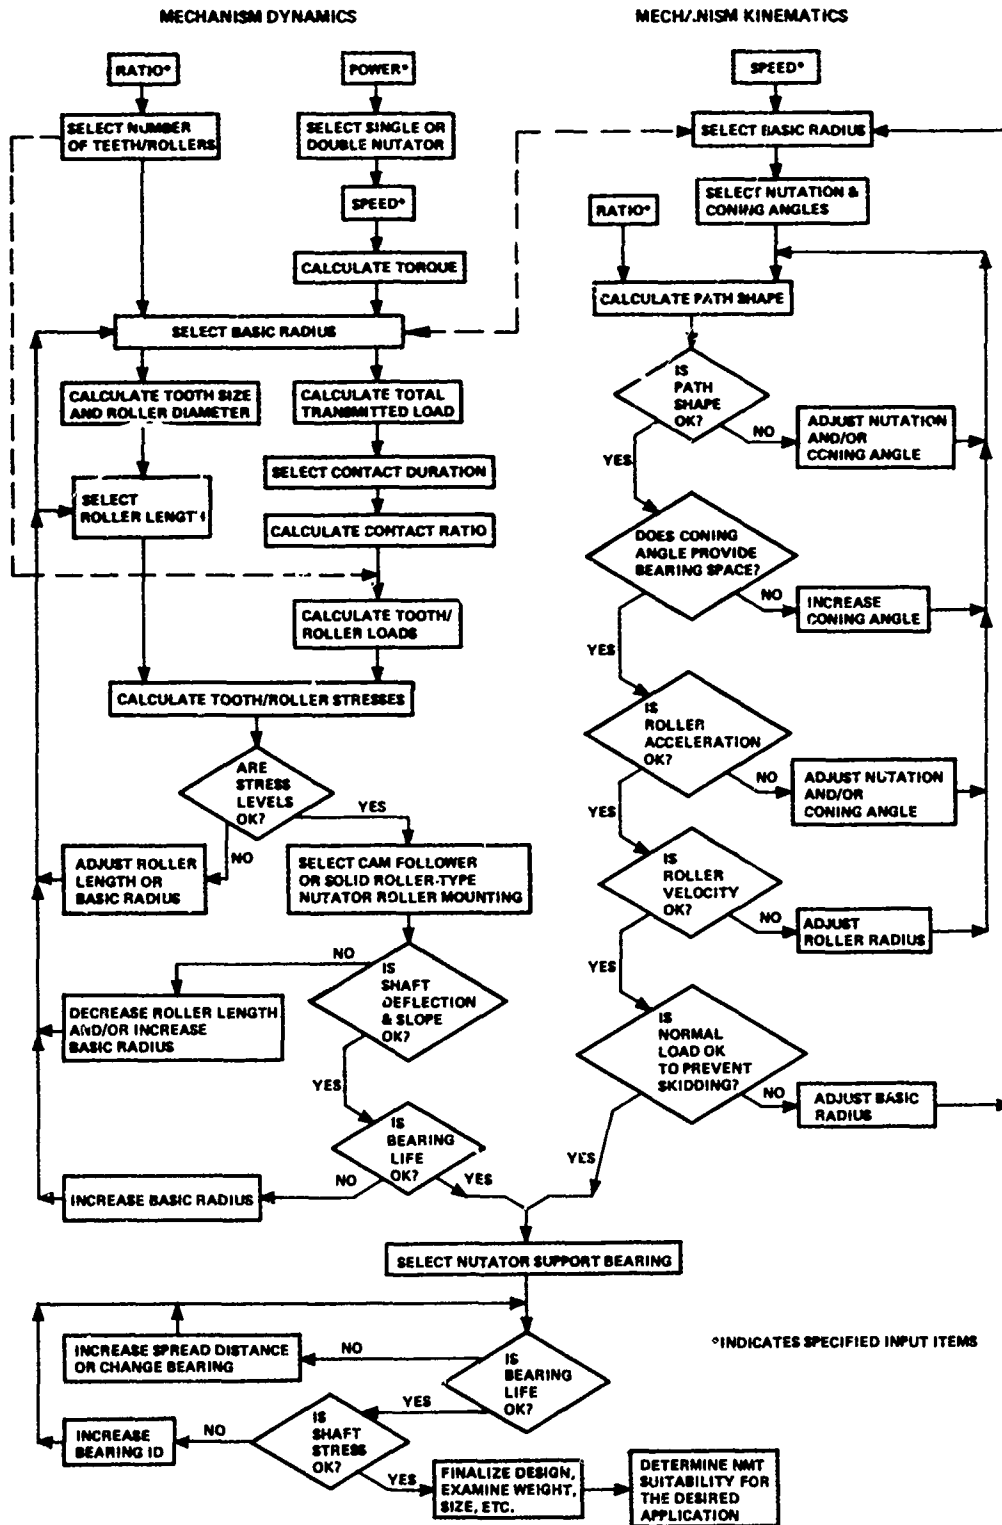 MECHANISM DYNAMICS
RATIO*
POWER*
SELECT NUMBER
OF TEETH/ROLLERS
SELECT SINGLE OR
DOUBLE NUTATOR
SPEED*
CALCULATE TORQUE
SELECT BASIC RADIUS
CALCULATE TOOTH SIZE
AND ROLLER DIAMETER
CALCULATE TOTAL
TRANSMITTED LOAD
SELECT CONTACT DURATION
SELECT
ROLLER LENGTH
CALCULATE CONTACT RATIO
CALCULATE TOOTH/
ROLLER LOADS
CALCULATE TOOTH/ROLLER STRESSES
ARE
STRESS
LEVELS
OK?
YES
NO
ADJUST ROLLER
LENGTH OR
BASIC RADIUS
SELECT CAM FOLLOWER
OR SOLID ROLLER-TYPE
NUTATOR ROLLER MOUNTING
IS
SHAFT
DEFLECTION
& SLOPE
OK?
NO
DECREASE ROLLER LENGTH
AND/OR INCREASE
BASIC RADIUS
YES
IS
BEARING
LIFE
OK?
NO
YES
INCREASE BASIC RADIUS
MECHANISM KINEMATICS
SPEED*
SELECT BASIC RADIUS
SELECT NUTATION &
CONING ANGLES
RATIO*
CALCULATE PATH SHAPE
IS
PATH
SHAPE
OK?
NO
ADJUST NUTATION
AND/OR
CONING ANGLE
YES
DOES CONING
ANGLE PROVIDE
BEARING SPACE?
NO
INCREASE
CONING ANGLE
YES
IS
ROLLER
ACCELERATION
OK?
NO
ADJUST NUTATION
AND/OR
CONING ANGLE
YES
IS
ROLLER
VELOCITY
OK?
NO
ADJUST
ROLLER RADIUS
YES
IS
NORMAL
LOAD OK
TO PREVENT
SKIDDING?
NO
ADJUST BASIC
RADIUS
YES
SELECT NUTATOR SUPPORT BEARING
IS
BEARING
LIFE
OK?
NO
INCREASE SPREAD DISTANCE
OR CHANGE BEARING
YES
IS
SHAFT
STRESS
OK?
NO
INCREASE
BEARING ID
YES
FINALIZE DESIGN,
EXAMINE WEIGHT,
SIZE, ETC.
DETERMINE NMT
SUITABILITY FOR
THE DESIRED
APPLICATION
*INDICATES SPECIFIED INPUT ITEMS